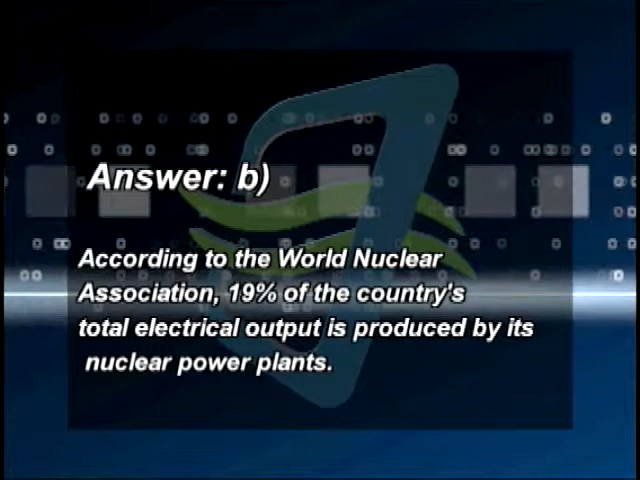 Answer: b)
According to the World Nuclear
Association, 19% of the country's
total electrical output is produced by its
nuclear power plants.